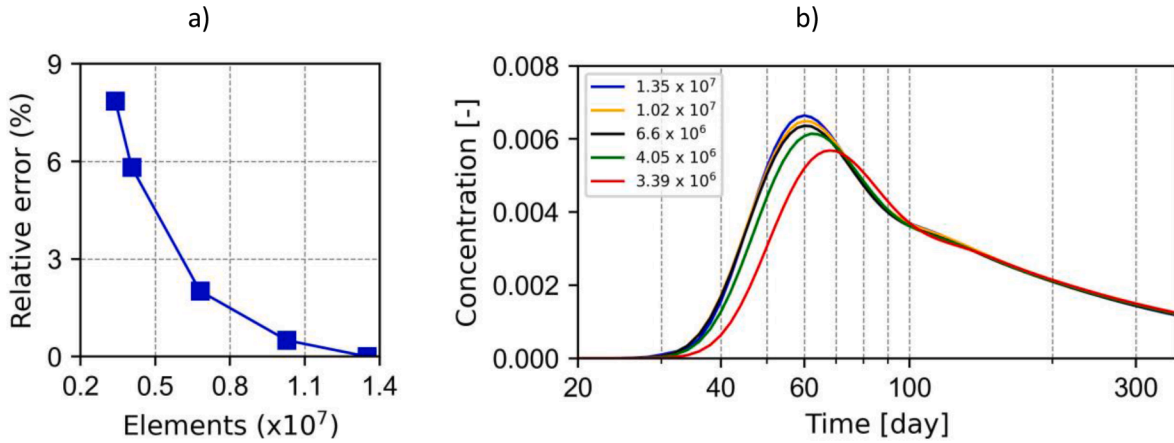 a)
9
6
3
0
Relative error (%)
0.2 0.5 0.8 1.1 1.4
Elements (x10⁷)
b)
0.008
0.006
0.004
0.002
0.000
Concentration [-]
1.35 x 10⁷
1.02 x 10⁷
6.6 x 10⁶
4.05 x 10⁶
3.39 x 10⁶
20 40 60 100 300
Time [day]